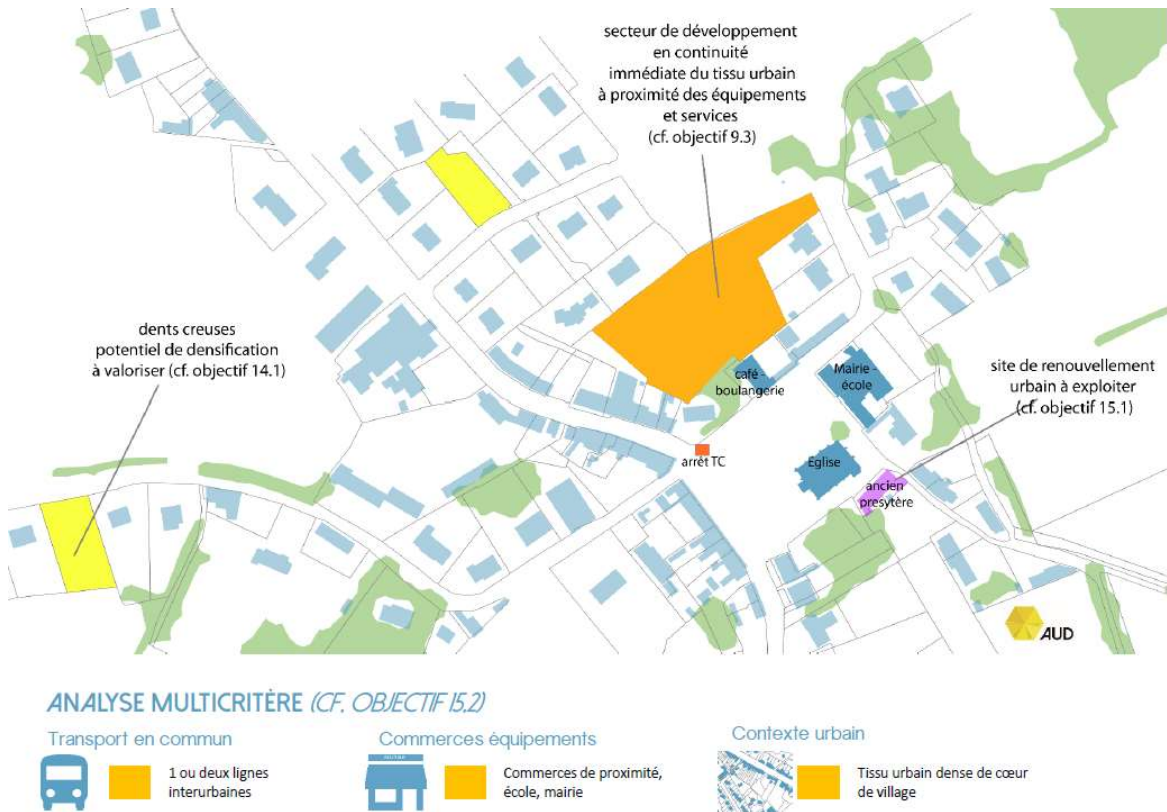 secteur de développement
en continuité
immédiate du tissu urbain
à proximité des équipements
et services
(cf. objectif 9.3)
dents creuses
potentiel de densification
à valoriser (cf. objectif 14.1)
site de renouvellement
urbain à exploiter
(cf. objectif 15.1)
café -
boulangerie
Mairie -
école
arrêt TC
Eglise
ancien
presytère
AUD
ANALYSE MULTICRITÈRE (CF. OBJECTIF 15.2)
Transport en commun
1 ou deux lignes
interurbaines
Commerces équipements
Commerces de proximité,
école, mairie
Contexte urbain
Tissu urbain dense de cœur
de village